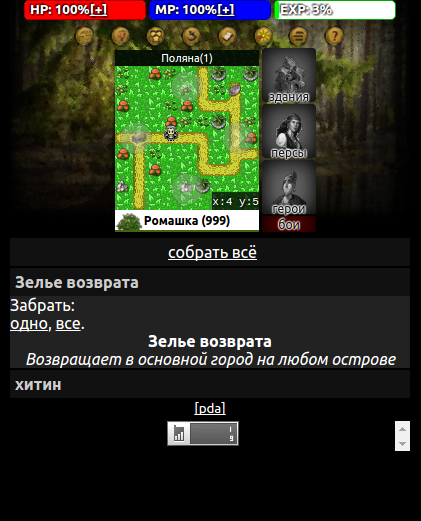 HP: 100%[+] MP: 100%[+] EXP: 3%
Поляна(1)
здания
персы
x:4 y:5
герои
Ромашка (999)
бои
собрать всё
Зелье возврата
Забрать:
одно, все.
Зелье возврата
Возвращает в основной город на любом острове
хитин
[pda]